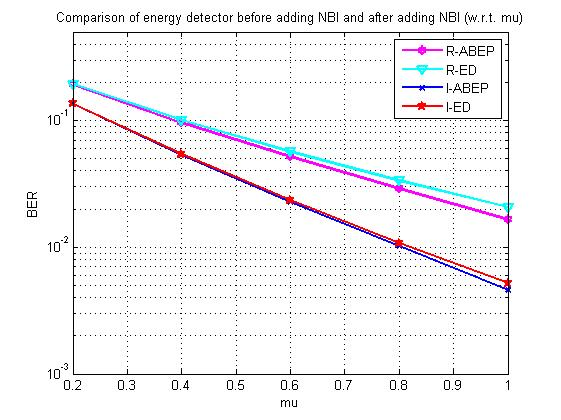 Comparison of energy detector before adding NBI and after adding NBI (w.r.t. mu)
R-ABEP
R-ED
I-ABEP
I-ED
10^-1
10^-2
10^-3
BER
0.2 0.3 0.4 0.5 0.6 0.7 0.8 0.9 1
mu